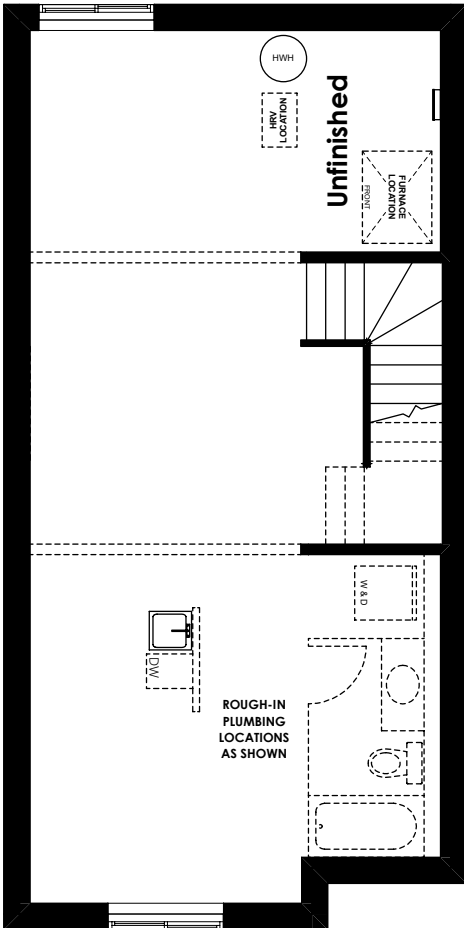 HWH
HRV
LOCATION
Unfinished
FURNACE
LOCATION
FRONT
W & D
DW
ROUGH-IN
PLUMBING
LOCATIONS
AS SHOWN